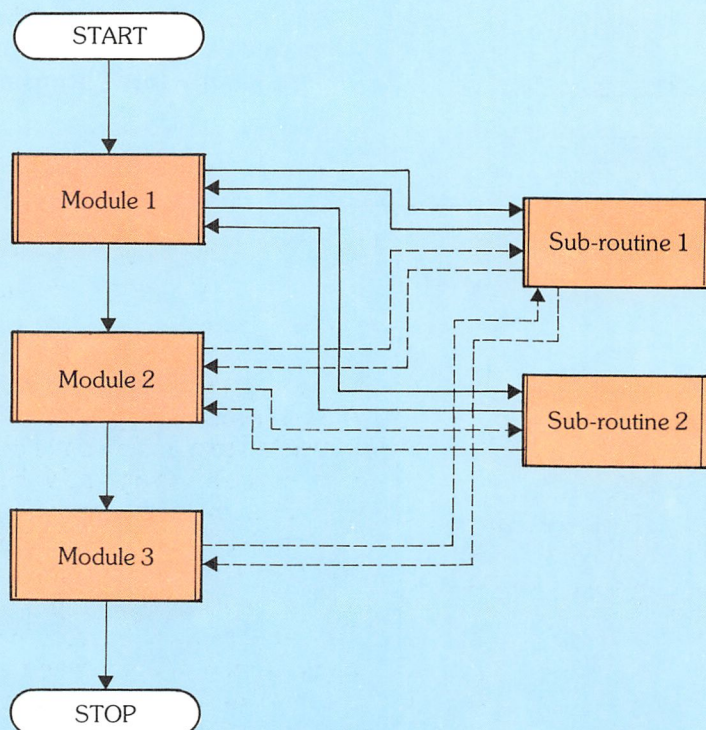 START
Module 1
Sub-routine 1
Module 2
Sub-routine 2
Module 3
STOP